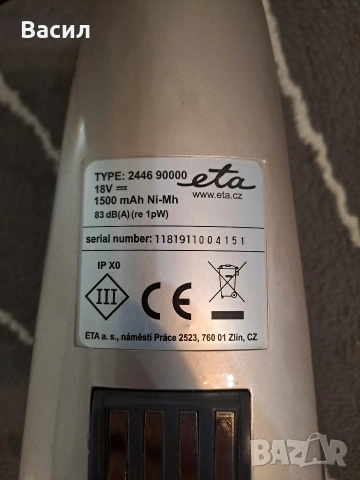 Васил
TYPE: 2446 90000
18V
1500 mAh Ni-Mh
83 dB(A) (re 1pW)
eta
www.eta.cz
serial number: 1181911004151
IP X0
III
CE
ETA a. s., náměstí Práce 2523, 760 01 Zlín, CZ
BAZAR